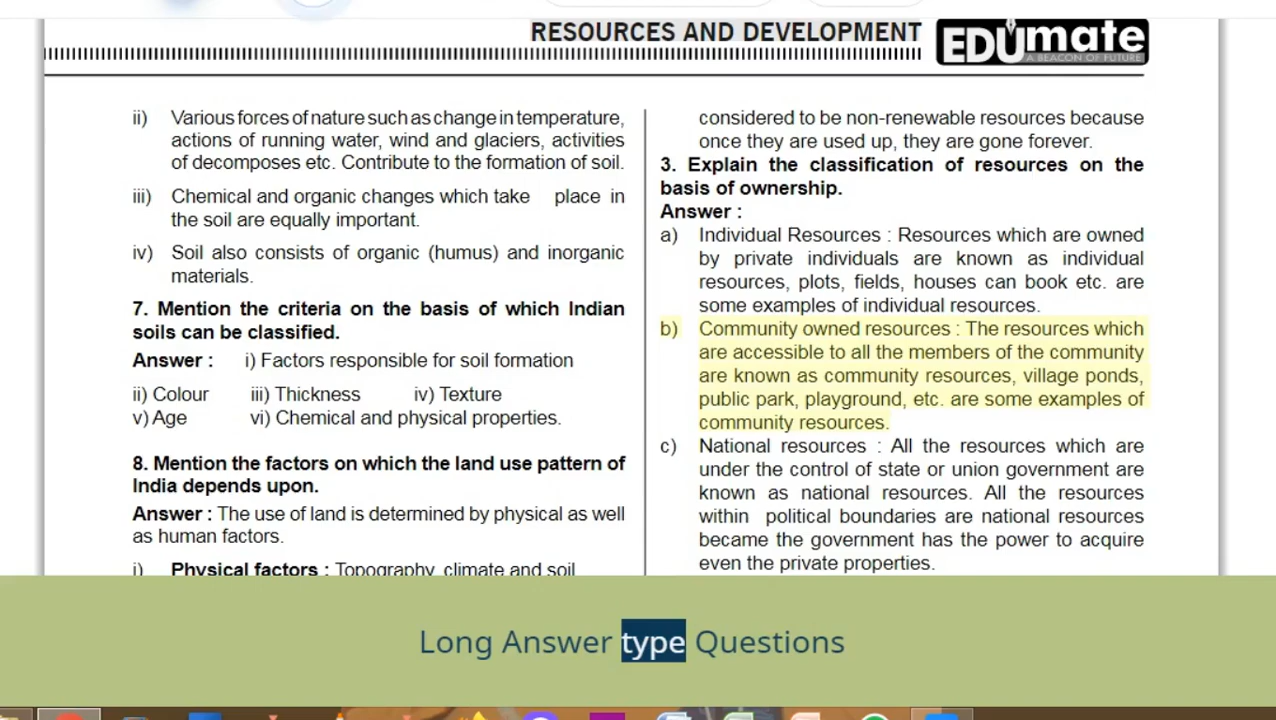 RESOURCES AND DEVELOPMENT
EDUmate
A BEACON OF FUTURE
ii) Various forces of nature such as change in temperature,
actions of running water, wind and glaciers, activities
of decomposes etc. Contribute to the formation of soil.
iii) Chemical and organic changes which take place in
the soil are equally important.
iv) Soil also consists of organic (humus) and inorganic
materials.
7. Mention the criteria on the basis of which Indian
soils can be classified.
Answer : i) Factors responsible for soil formation
ii) Colour iii) Thickness iv) Texture
v) Age vi) Chemical and physical properties.
8. Mention the factors on which the land use pattern of
India depends upon.
Answer : The use of land is determined by physical as well
as human factors.
i) Physical factors : Topography, climate and soil
considered to be non-renewable resources because
once they are used up, they are gone forever.
3. Explain the classification of resources on the
basis of ownership.
Answer :
a) Individual Resources : Resources which are owned
by private individuals are known as individual
resources, plots, fields, houses can book etc. are
some examples of individual resources.
b) Community owned resources : The resources which
are accessible to all the members of the community
are known as community resources, village ponds,
public park, playground, etc. are some examples of
community resources.
c) National resources : All the resources which are
under the control of state or union government are
known as national resources. All the resources
within political boundaries are national resources
became the government has the power to acquire
even the private properties.
Long Answer type Questions